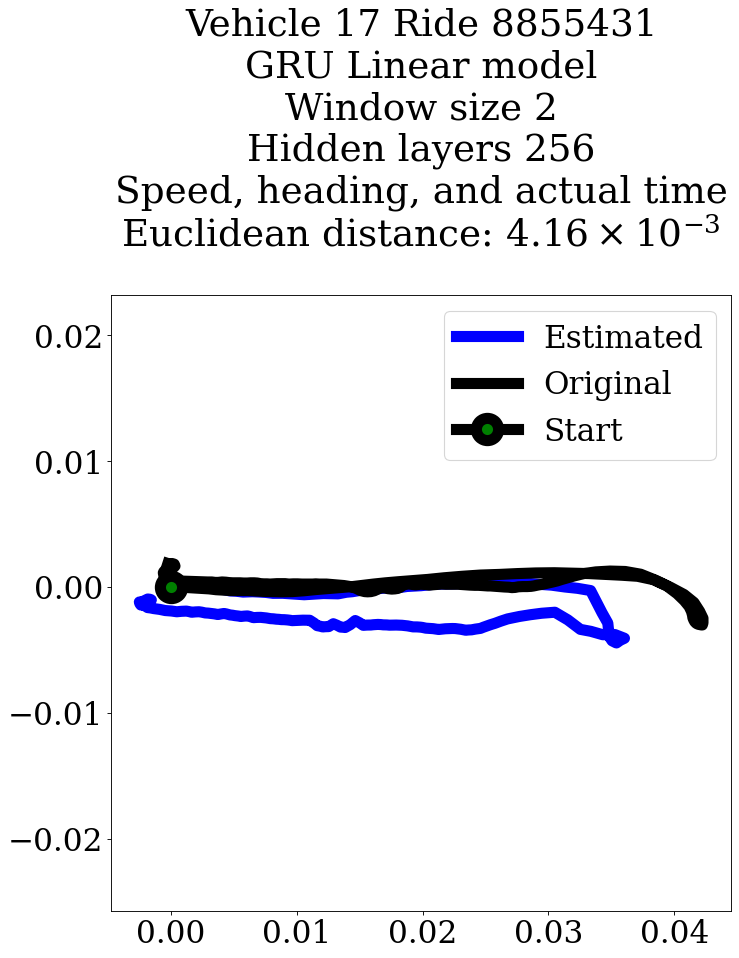 Vehicle 17 Ride 8855431
GRU Linear model
Window size 2
Hidden layers 256
Speed, heading, and actual time
Euclidean distance: 4.16 × 10⁻³
Estimated
Original
Start
0.02
0.01
0.00
−0.01
−0.02
0.00 0.01 0.02 0.03 0.04